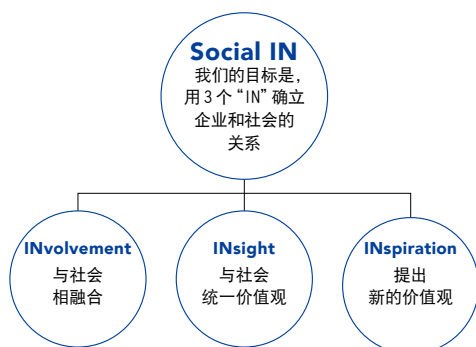 Social IN
我们的目标是，
用3个“IN”确立
企业和社会的
关系
INvolvement
与社会
相融合
INsight
与社会
统一价值观
INspiration
提出
新的价值观